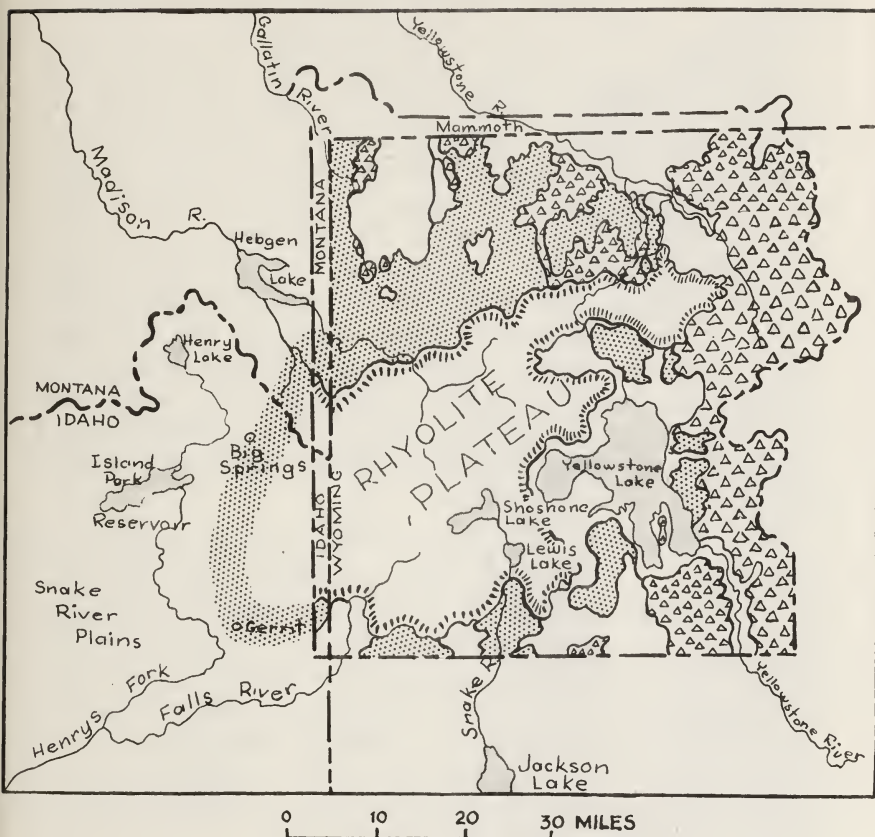 Gallatin
River
Yellowstone
R.
Mammoth
Madison
R.
MONTANA
Hebgen
Lake
Henry
Lake
MONTANA
IDAHO
Big
Springs
RHYOLITE
PLATEAU
Island
Park
Reservoir
IDAHO
WYOMING
Yellowstone
Lake
Shoshone
Lake
Lewis
Lake
Snake
River
Plains
Gerrit
Henrys Fork
Falls River
Snake R.
Yellowstone River
Jackson
Lake
0 10 20 30 MILES